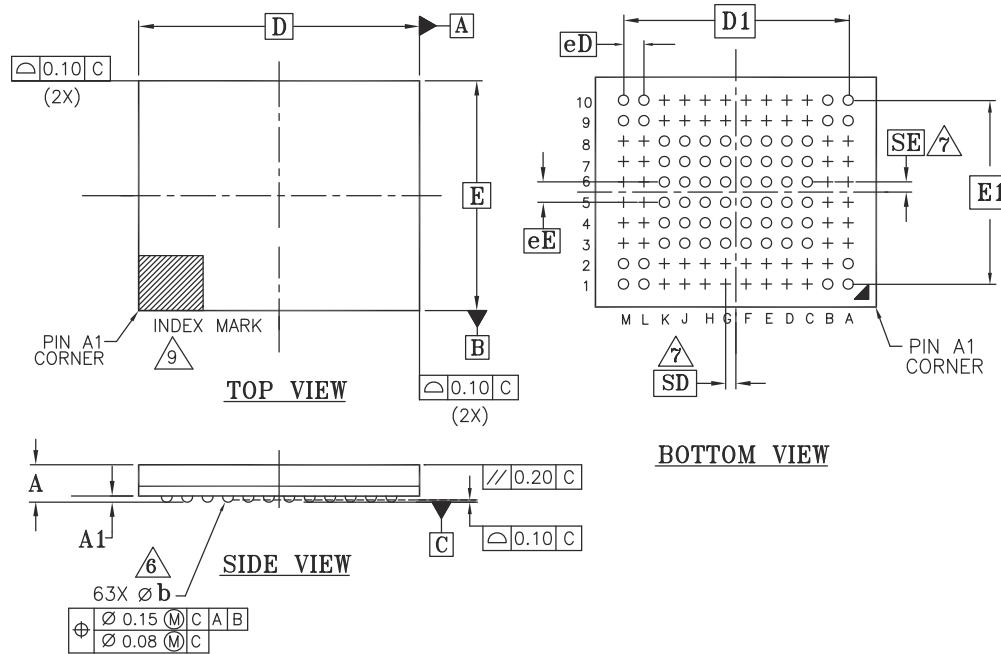 D
A
⌓ 0.10 C
(2X)
E
PIN A1
CORNER
INDEX MARK
9
B
⌓ 0.10 C
(2X)
TOP VIEW
D1
eD
10
9
8
7
6
5
4
3
2
1
SE 7
E1
eE
M L K J H G F E D C B A
7
SD
PIN A1
CORNER
BOTTOM VIEW
A
A1
// 0.20 C
⌓ 0.10 C
C
6
SIDE VIEW
63X ⌀ b
⌖ ⌀ 0.15 Ⓜ C A B
⌀ 0.08 Ⓜ C